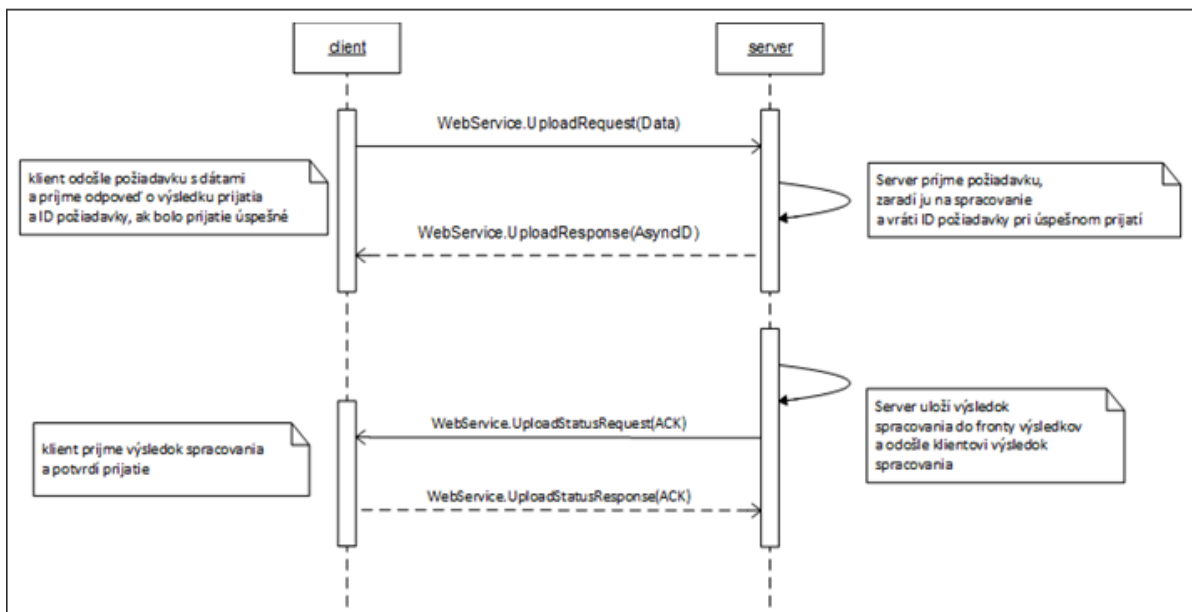 client
server
WebService.UploadRequest(Data)
klient odošle požiadavku s dátami
a prijme odpoveď o výsledku prijatia
a ID požiadavky, ak bolo prijatie úspešné
Server príjme požiadavku,
zaradí ju na spracovanie
a vráti ID požiadavky pri úspešnom prijatí
WebService.UploadResponse(AsyncID)
Server uloží výsledok
spracovania do fronty výsledkov
a odošle klientovi výsledok
spracovania
WebService.UploadStatusRequest(ACK)
klient prijme výsledok spracovania
a potvrdí prijatie
WebService.UploadStatusResponse(ACK)